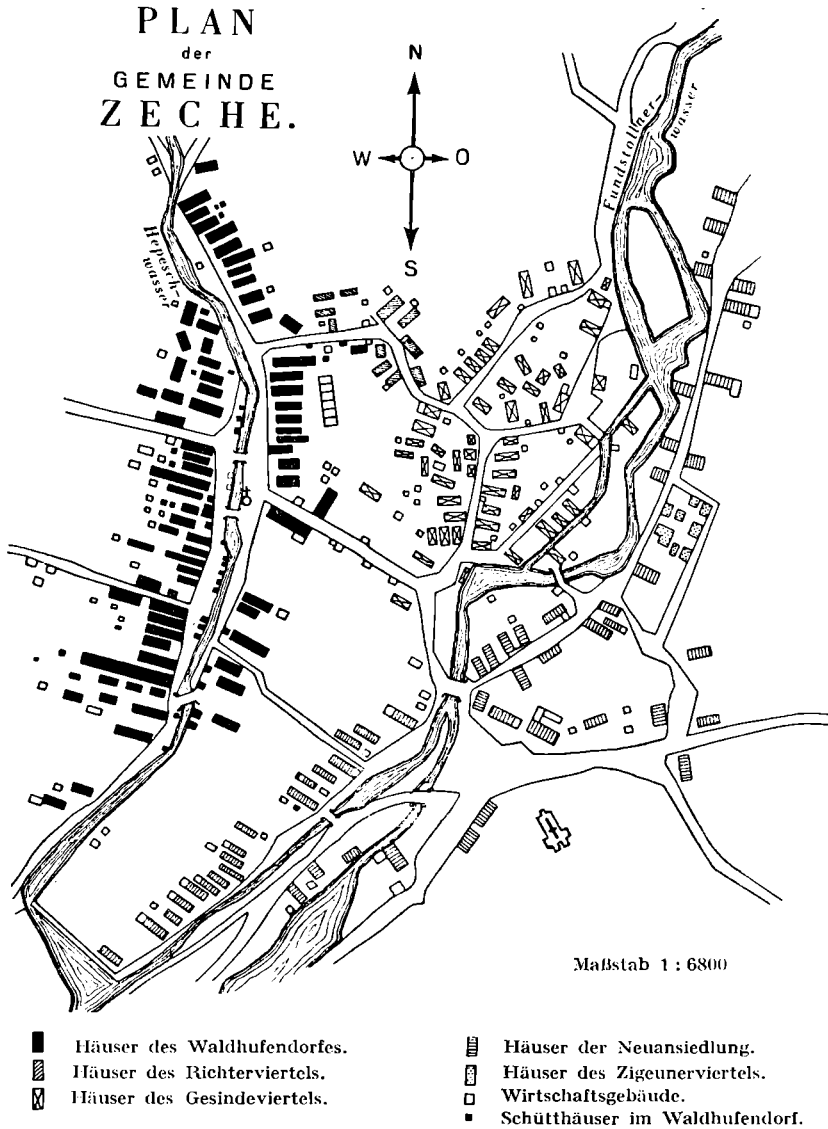 PLAN
der
GEMEINDE
ZECHE.
N
W O
S
Hepesch-
wasser
Fundstollner-
wasser
Maßstab 1 : 6800
Häuser des Waldhufendorfes.
Häuser des Richterviertels.
Häuser des Gesindeviertels.
Häuser der Neuansiedlung.
Häuser des Zigeunerviertels.
Wirtschaftsgebäude.
Schütthäuser im Waldhufendorf.